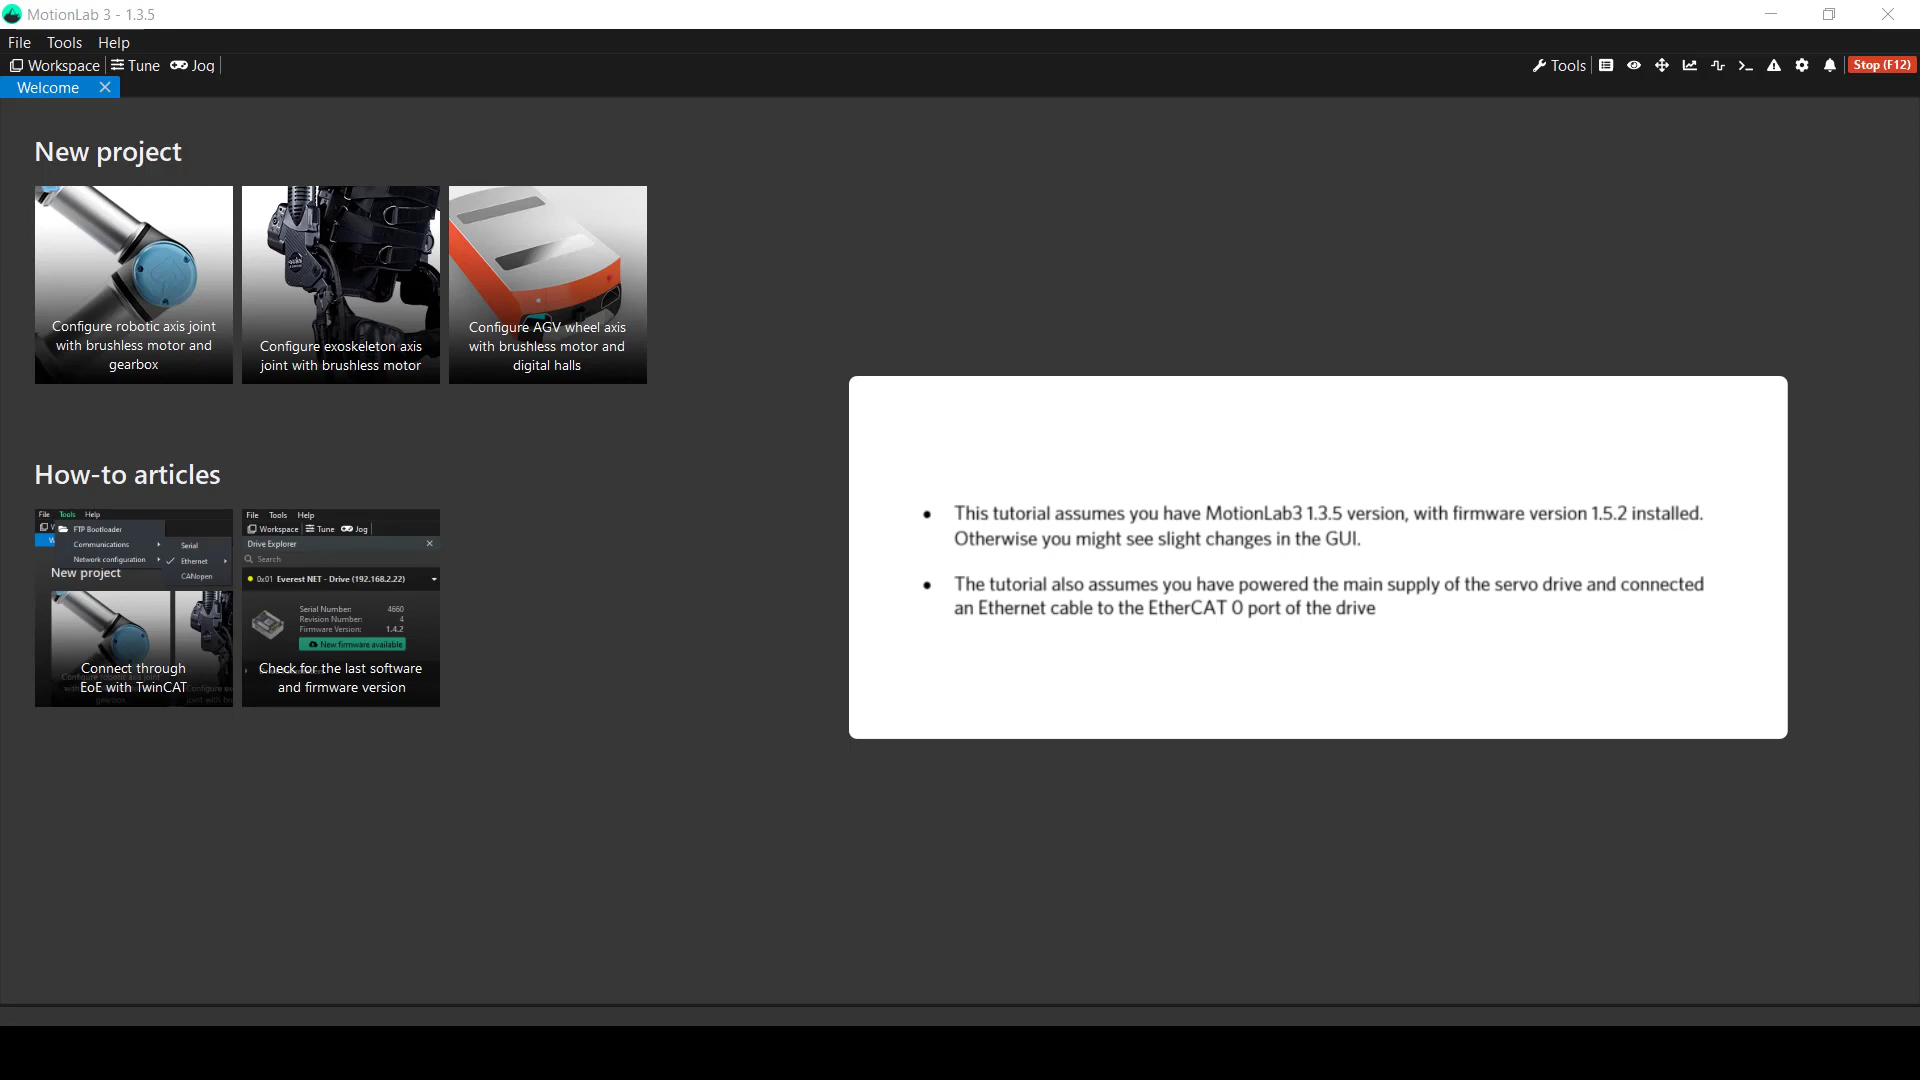 MotionLab 3 - 1.3.5
File Tools Help
Workspace Tune Jog
Tools Stop (F12)
Welcome
New project
Configure robotic axis joint
with brushless motor and
gearbox
Configure exoskeleton axis
joint with brushless motor
Configure AGV wheel axis
with brushless motor and
digital halls
• This tutorial assumes you have MotionLab3 1.3.5 version, with firmware version 1.5.2 installed.
Otherwise you might see slight changes in the GUI.
• The tutorial also assumes you have powered the main supply of the servo drive and connected
an Ethernet cable to the EtherCAT 0 port of the drive
How-to articles
File Tools Help
FTP Bootloader
Communications
Serial
Network configuration
Ethernet
CANopen
New project
Connect through
EoE with TwinCAT
File Tools Help
Workspace Tune Jog
Drive Explorer
Search
0x01 Everest NET - Drive (192.168.2.22)
Serial Number: 4660
Revision Number: 4
Firmware Version: 1.4.2
New firmware available
Check for the last software
and firmware version